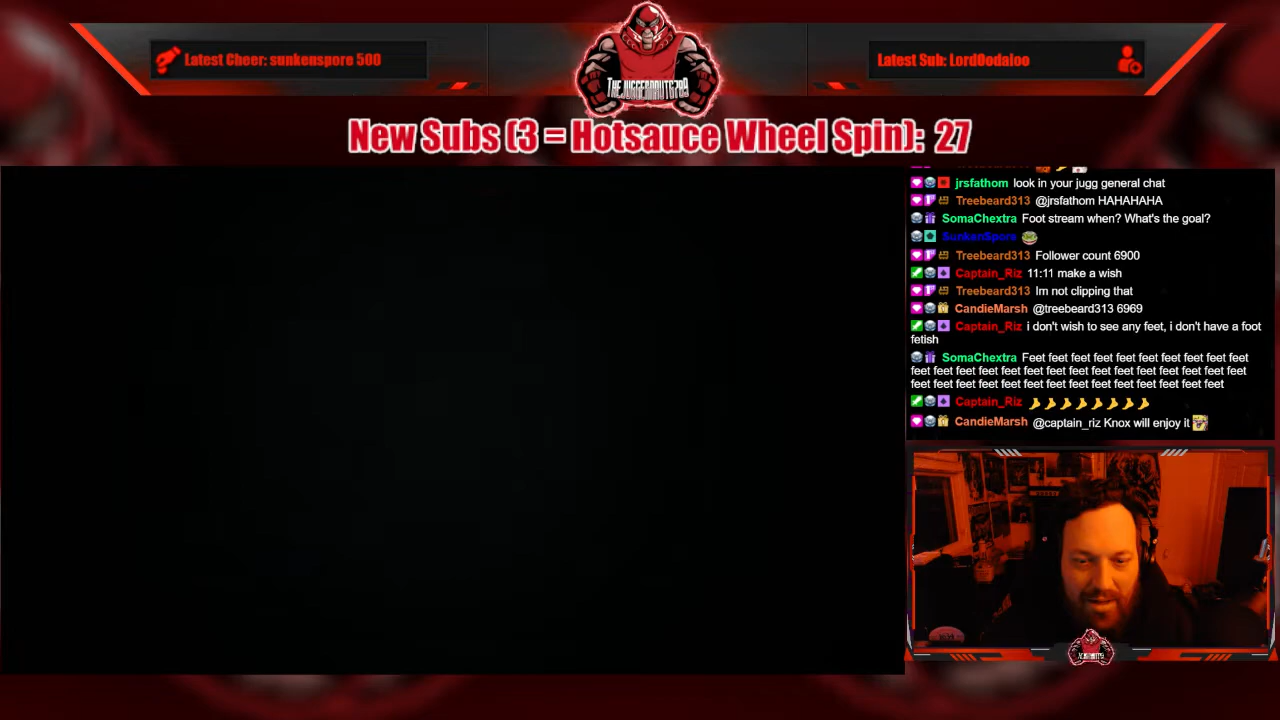 Latest Cheer: sunkenspore 500
THEJUGGERNAUT6789
Latest Sub: LordOodaloo
New Subs (3 = Hotsauce Wheel Spin): 27
jrsfathom look in your jugg general chat
Treebeard313 @jrsfathom HAHAHAHA
SomaChextra Foot stream when? What's the goal?
SunkenSpore
Treebeard313 Follower count 6900
Captain_Riz 11:11 make a wish
Treebeard313 Im not clipping that
CandieMarsh @treebeard313 6969
Captain_Riz i don't wish to see any feet, i don't have a foot
fetish
SomaChextra Feet feet feet feet feet feet feet feet feet feet
feet feet feet feet feet feet feet feet feet feet feet feet feet feet feet
feet feet feet feet feet feet feet feet feet feet feet feet feet feet
Captain_Riz
CandieMarsh @captain_riz Knox will enjoy it